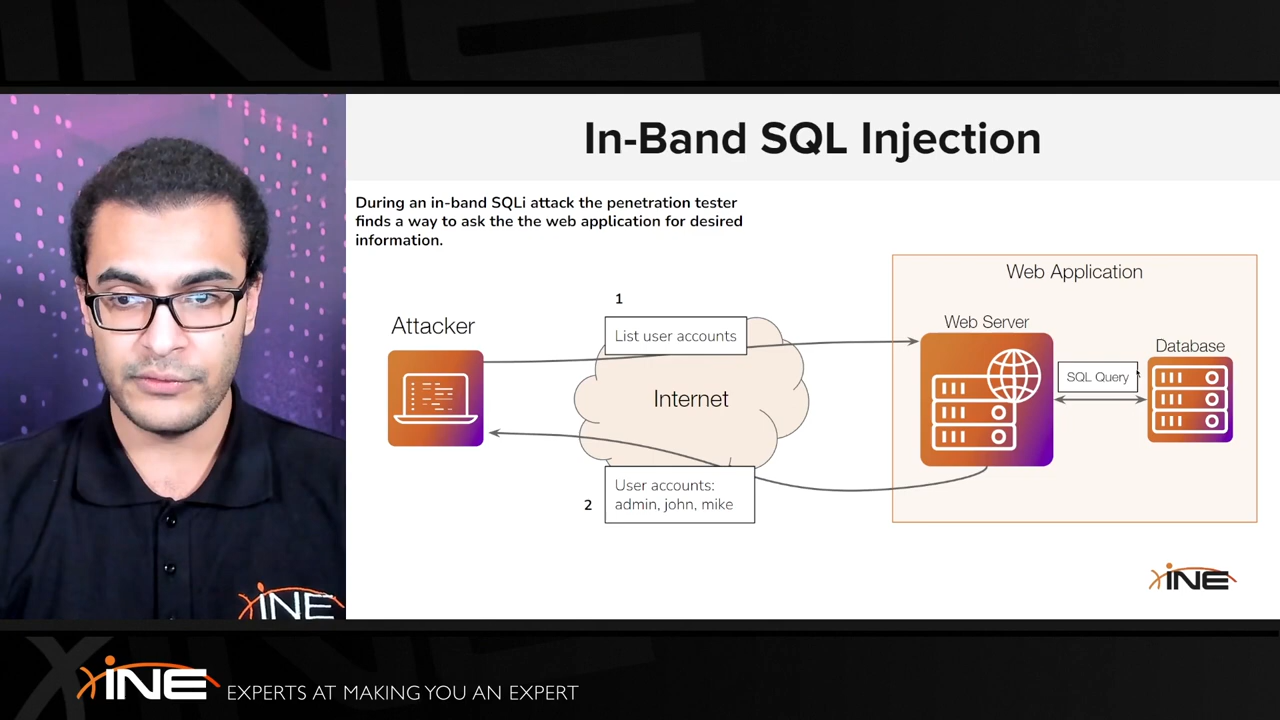 In-Band SQL Injection
During an in-band SQLi attack the penetration tester
finds a way to ask the the web application for desired
information.
Web Application
1
Attacker
List user accounts
Web Server
Database
SQL Query
Internet
User accounts:
admin, john, mike
2
INE
INE
INE EXPERTS AT MAKING YOU AN EXPERT